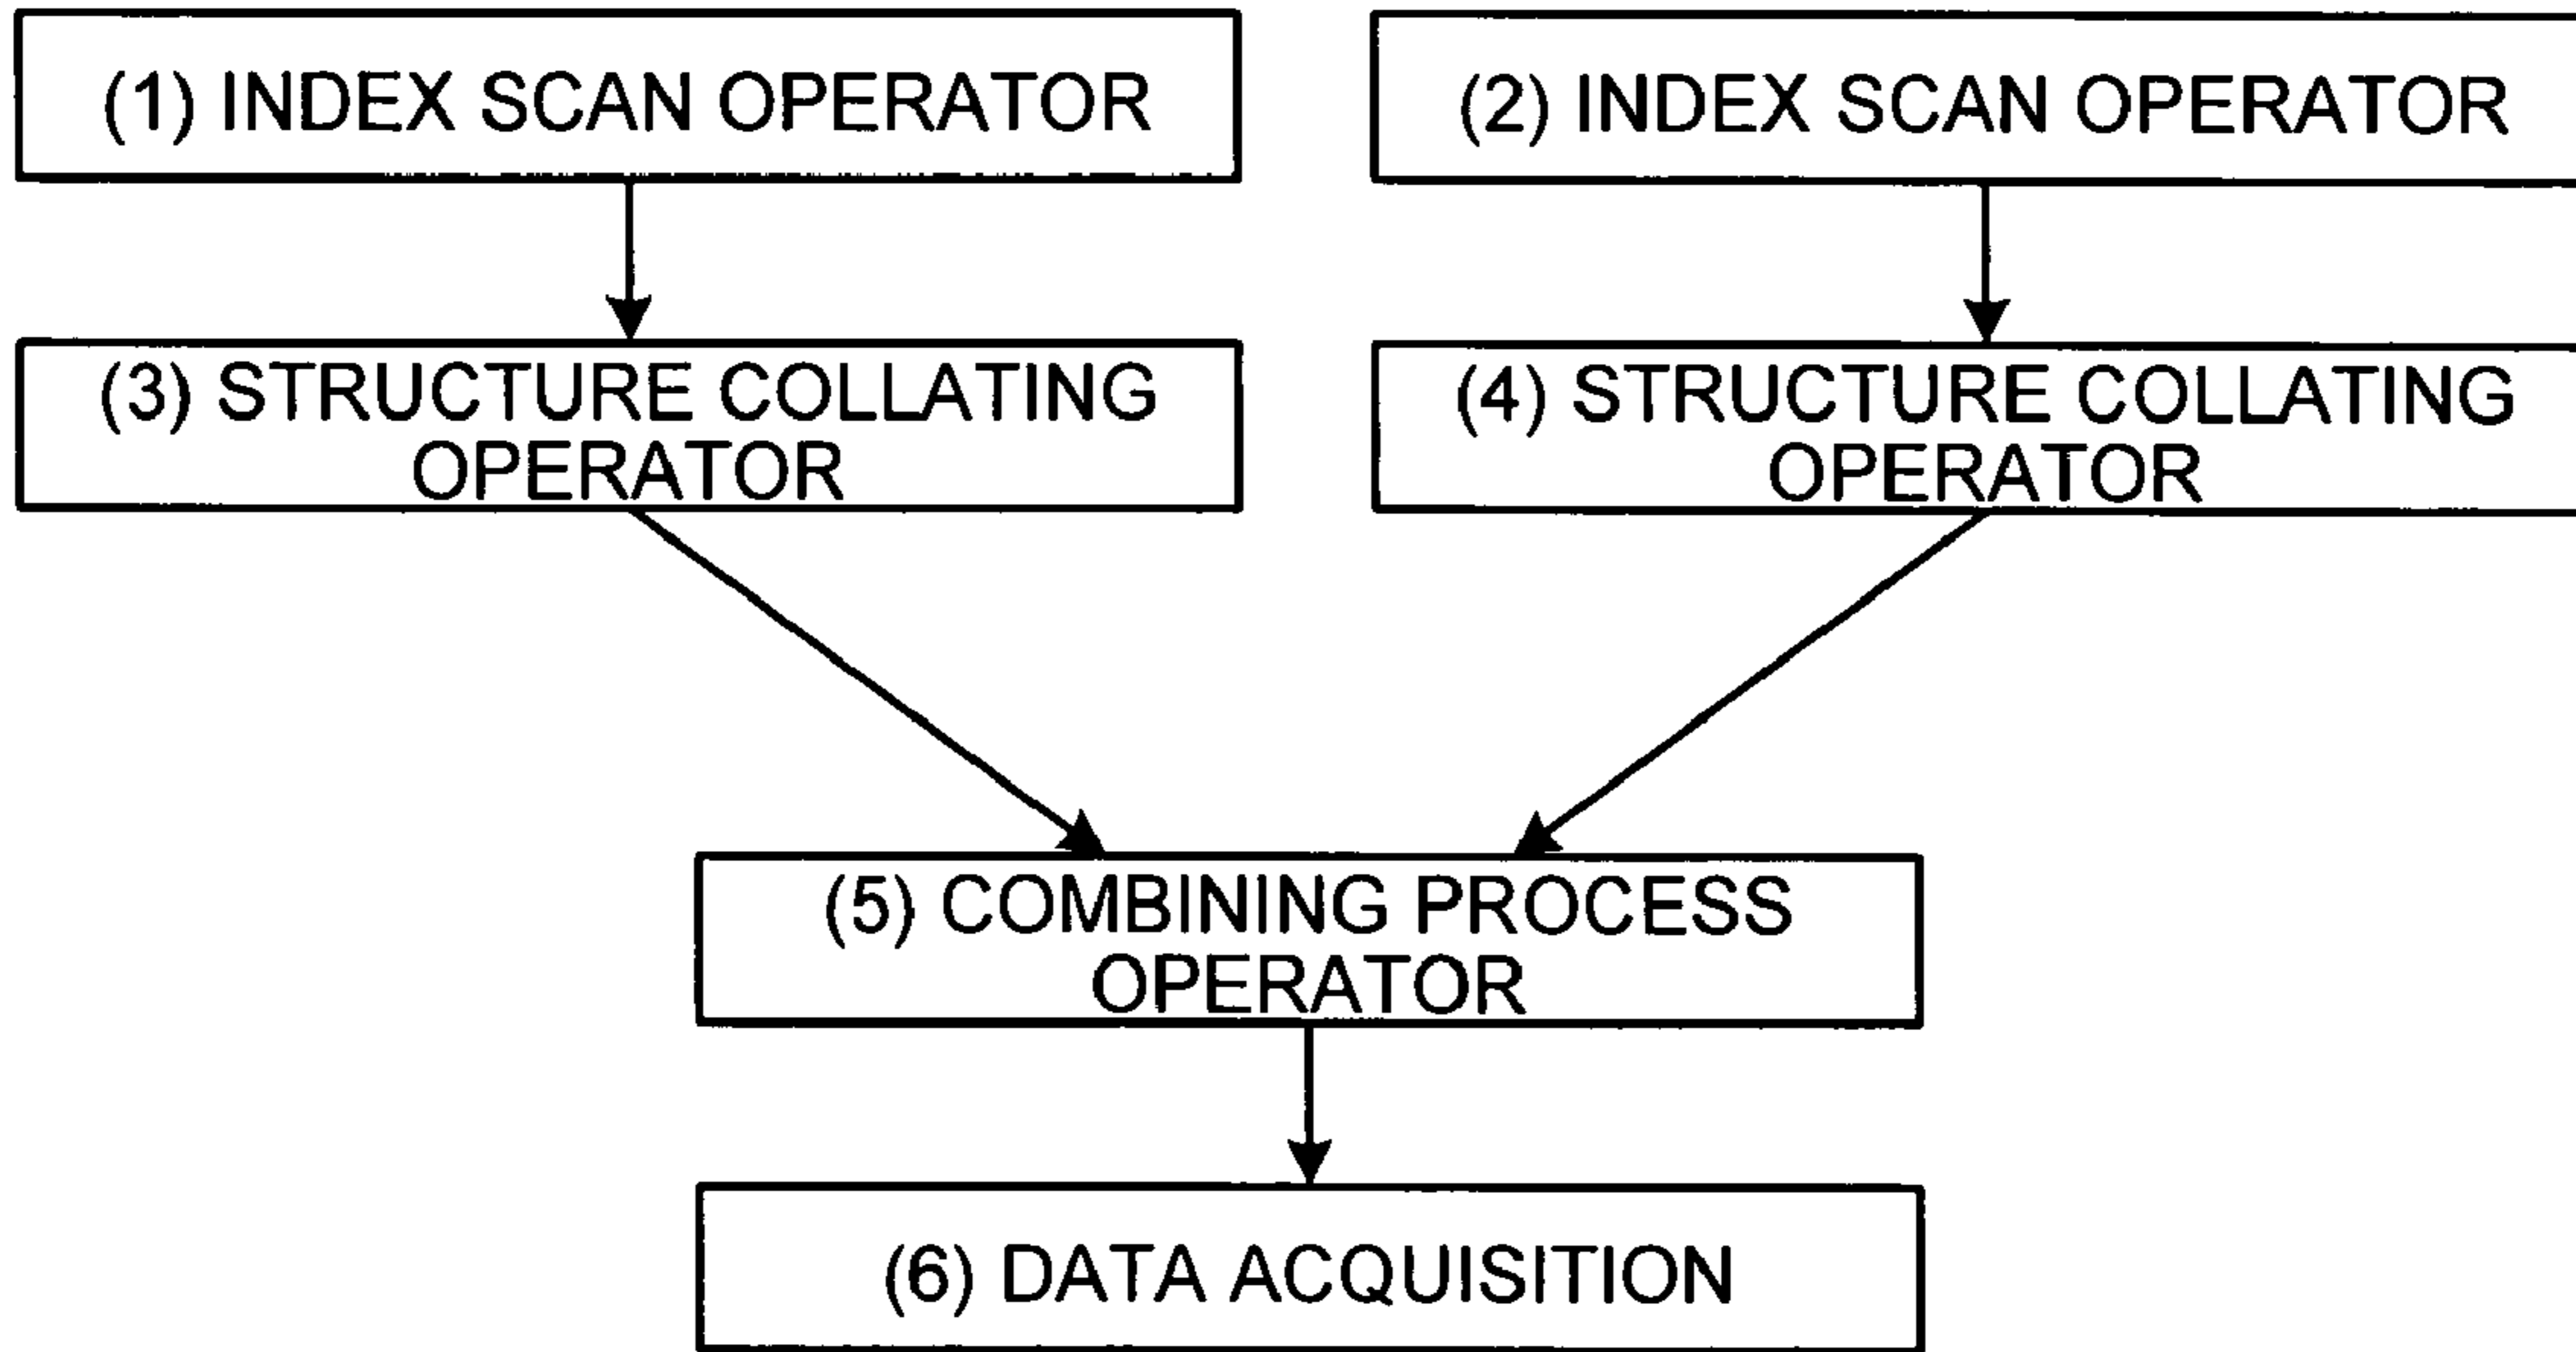 (1) INDEX SCAN OPERATOR
(2) INDEX SCAN OPERATOR
(3) STRUCTURE COLLATING
OPERATOR
(4) STRUCTURE COLLATING
OPERATOR
(5) COMBINING PROCESS
OPERATOR
(6) DATA ACQUISITION